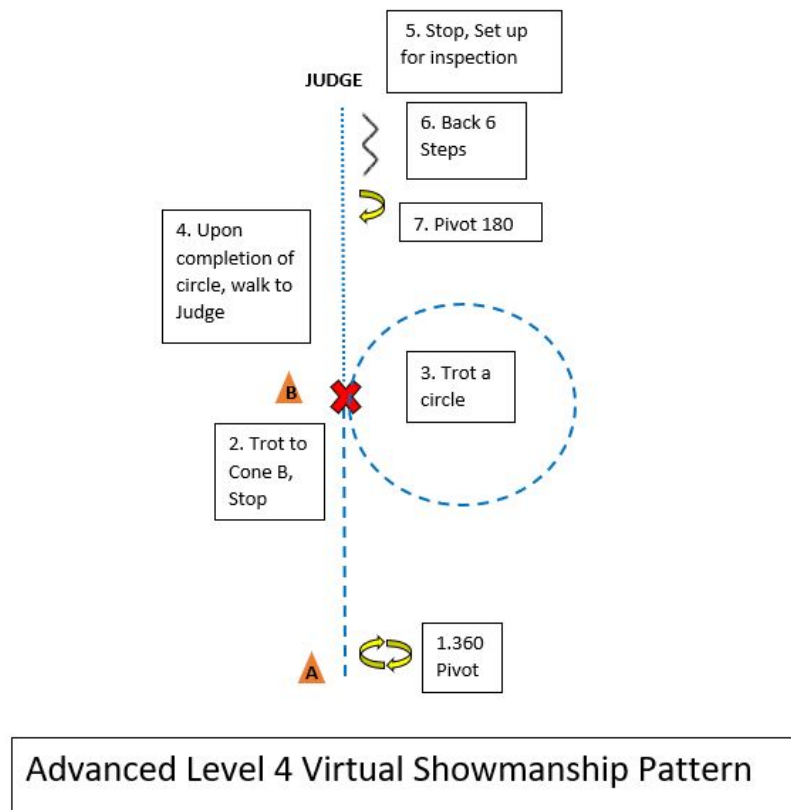 5. Stop, Set up
for inspection
JUDGE
6. Back 6
Steps
7. Pivot 180
4. Upon
completion of
circle, walk to
Judge
3. Trot a
circle
B
2. Trot to
Cone B,
Stop
1.360
Pivot
A
Advanced Level 4 Virtual Showmanship Pattern